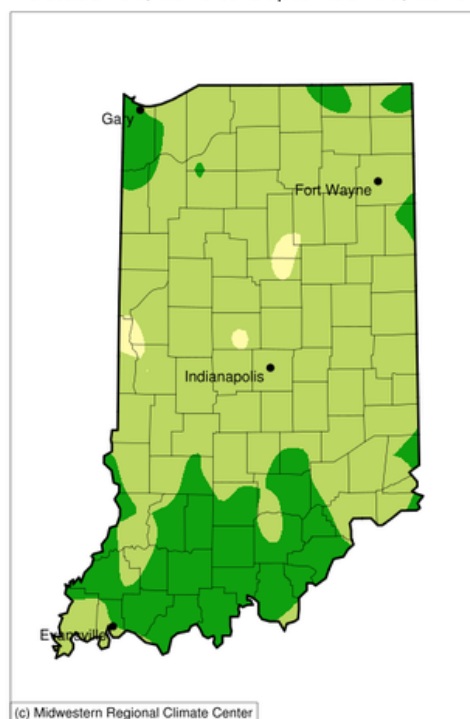 Gary
Fort Wayne
Indianapolis
Evansville
(c) Midwestern Regional Climate Center